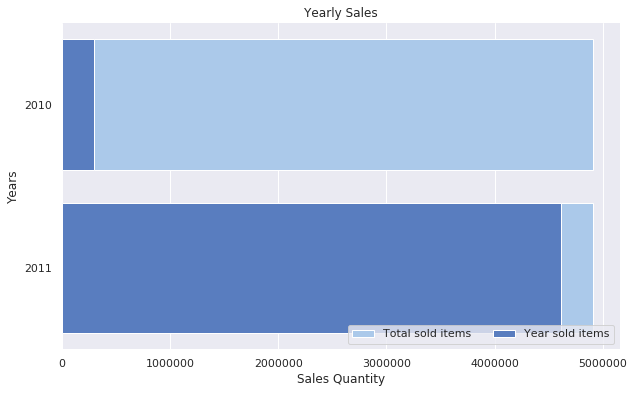 Yearly Sales
Years
2010
2011
Total sold items
Year sold items
0
1000000
2000000
3000000
4000000
5000000
Sales Quantity